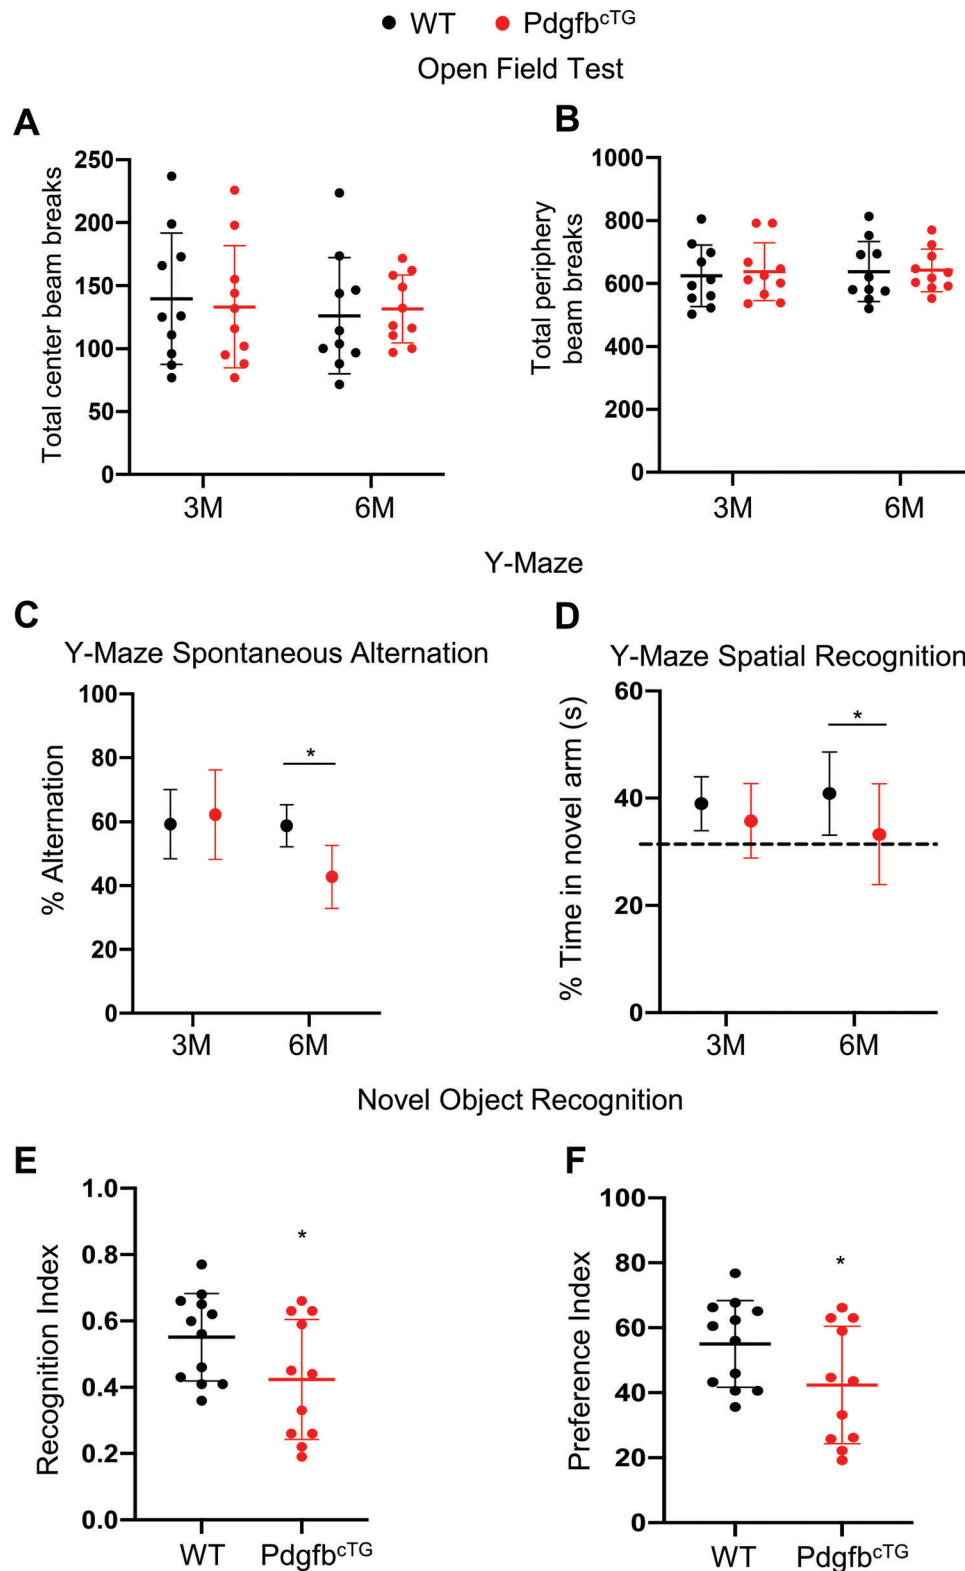 WT Pdgfb^cTG
Open Field Test
A
Total center beam breaks
250
200
150
100
50
0
3M 6M
B
Total periphery
beam breaks
1000
800
600
400
200
0
3M 6M
Y-Maze
C
Y-Maze Spontaneous Alternation
% Alternation
100
80
60
40
20
0
*
3M 6M
D
Y-Maze Spatial Recognition
% Time in novel arm (s)
60
40
20
0
*
3M 6M
Novel Object Recognition
E
Recognition Index
1.0
0.8
0.6
0.4
0.2
0.0
*
WT Pdgfb^cTG
F
Preference Index
100
80
60
40
20
0
*
WT Pdgfb^cTG